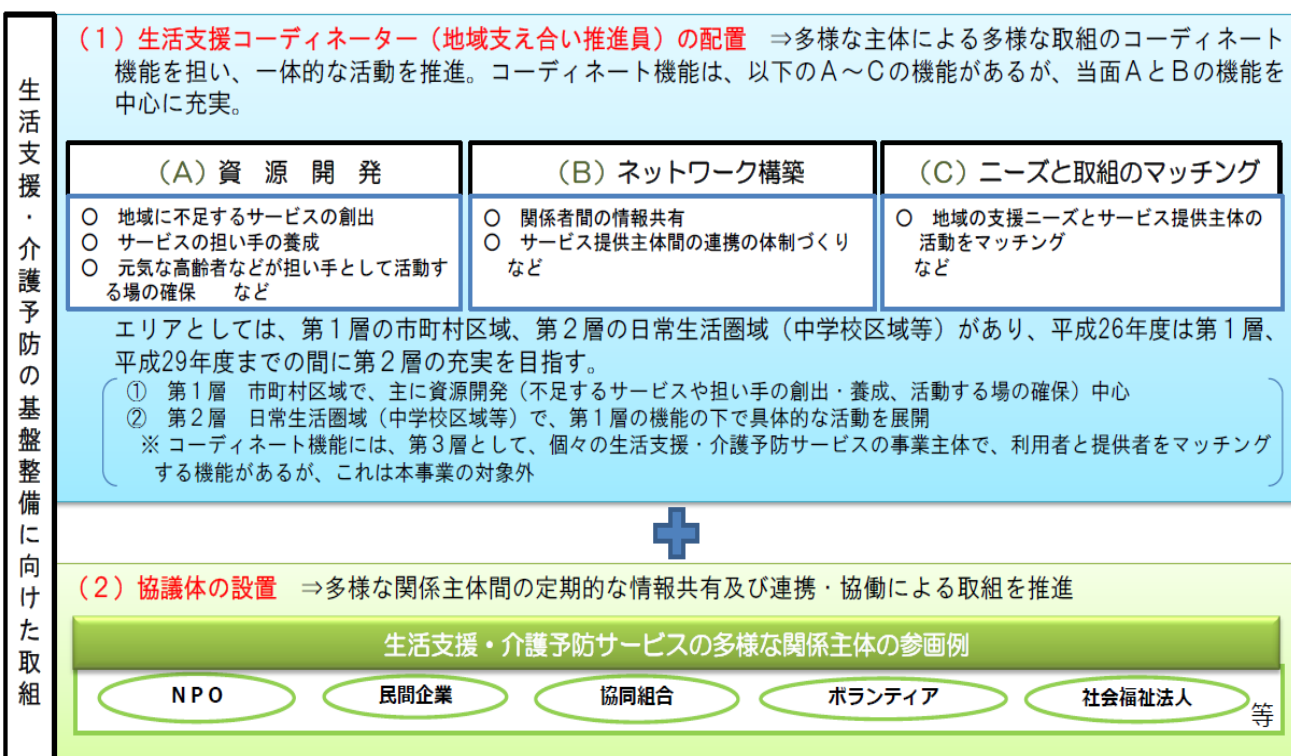 生活支援・介護予防の基盤整備に向けた取組
（１）生活支援コーディネーター（地域支え合い推進員）の配置　⇒多様な主体による多様な取組のコーディネート
機能を担い、一体的な活動を推進。コーディネート機能は、以下のＡ～Ｃの機能があるが、当面ＡとＢの機能を
中心に充実。
（Ａ）資　源　開　発
○　地域に不足するサービスの創出
○　サービスの担い手の養成
○　元気な高齢者などが担い手として活動す
る場の確保　　など
（Ｂ）ネットワーク構築
○　関係者間の情報共有
○　サービス提供主体間の連携の体制づくり
など
（Ｃ）ニーズと取組のマッチング
○　地域の支援ニーズとサービス提供主体の
活動をマッチング
など
エリアとしては、第１層の市町村区域、第２層の日常生活圏域（中学校区域等）があり、平成26年度は第１層、
平成29年度までの間に第２層の充実を目指す。
①　第１層　市町村区域で、主に資源開発（不足するサービスや担い手の創出・養成、活動する場の確保）中心
②　第２層　日常生活圏域（中学校区域等）で、第１層の機能の下で具体的な活動を展開
※ コーディネート機能には、第３層として、個々の生活支援・介護予防サービスの事業主体で、利用者と提供者をマッチング
する機能があるが、これは本事業の対象外
（２）協議体の設置　⇒多様な関係主体間の定期的な情報共有及び連携・協働による取組を推進
生活支援・介護予防サービスの多様な関係主体の参画例
ＮＰＯ
民間企業
協同組合
ボランティア
社会福祉法人
等